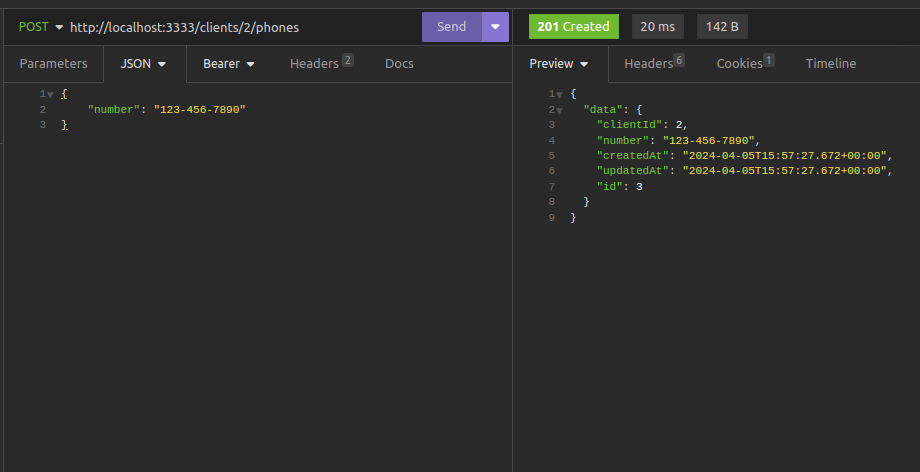 POST http://localhost:3333/clients/2/phones Send
201 Created 20 ms 142 B
Parameters JSON Bearer Headers 2 Docs
Preview Headers 6 Cookies 1 Timeline
1 {
2 "number": "123-456-7890"
3 }
1 {
2 "data": {
3 "clientId": 2,
4 "number": "123-456-7890",
5 "createdAt": "2024-04-05T15:57:27.672+00:00",
6 "updatedAt": "2024-04-05T15:57:27.672+00:00",
7 "id": 3
8 }
9 }